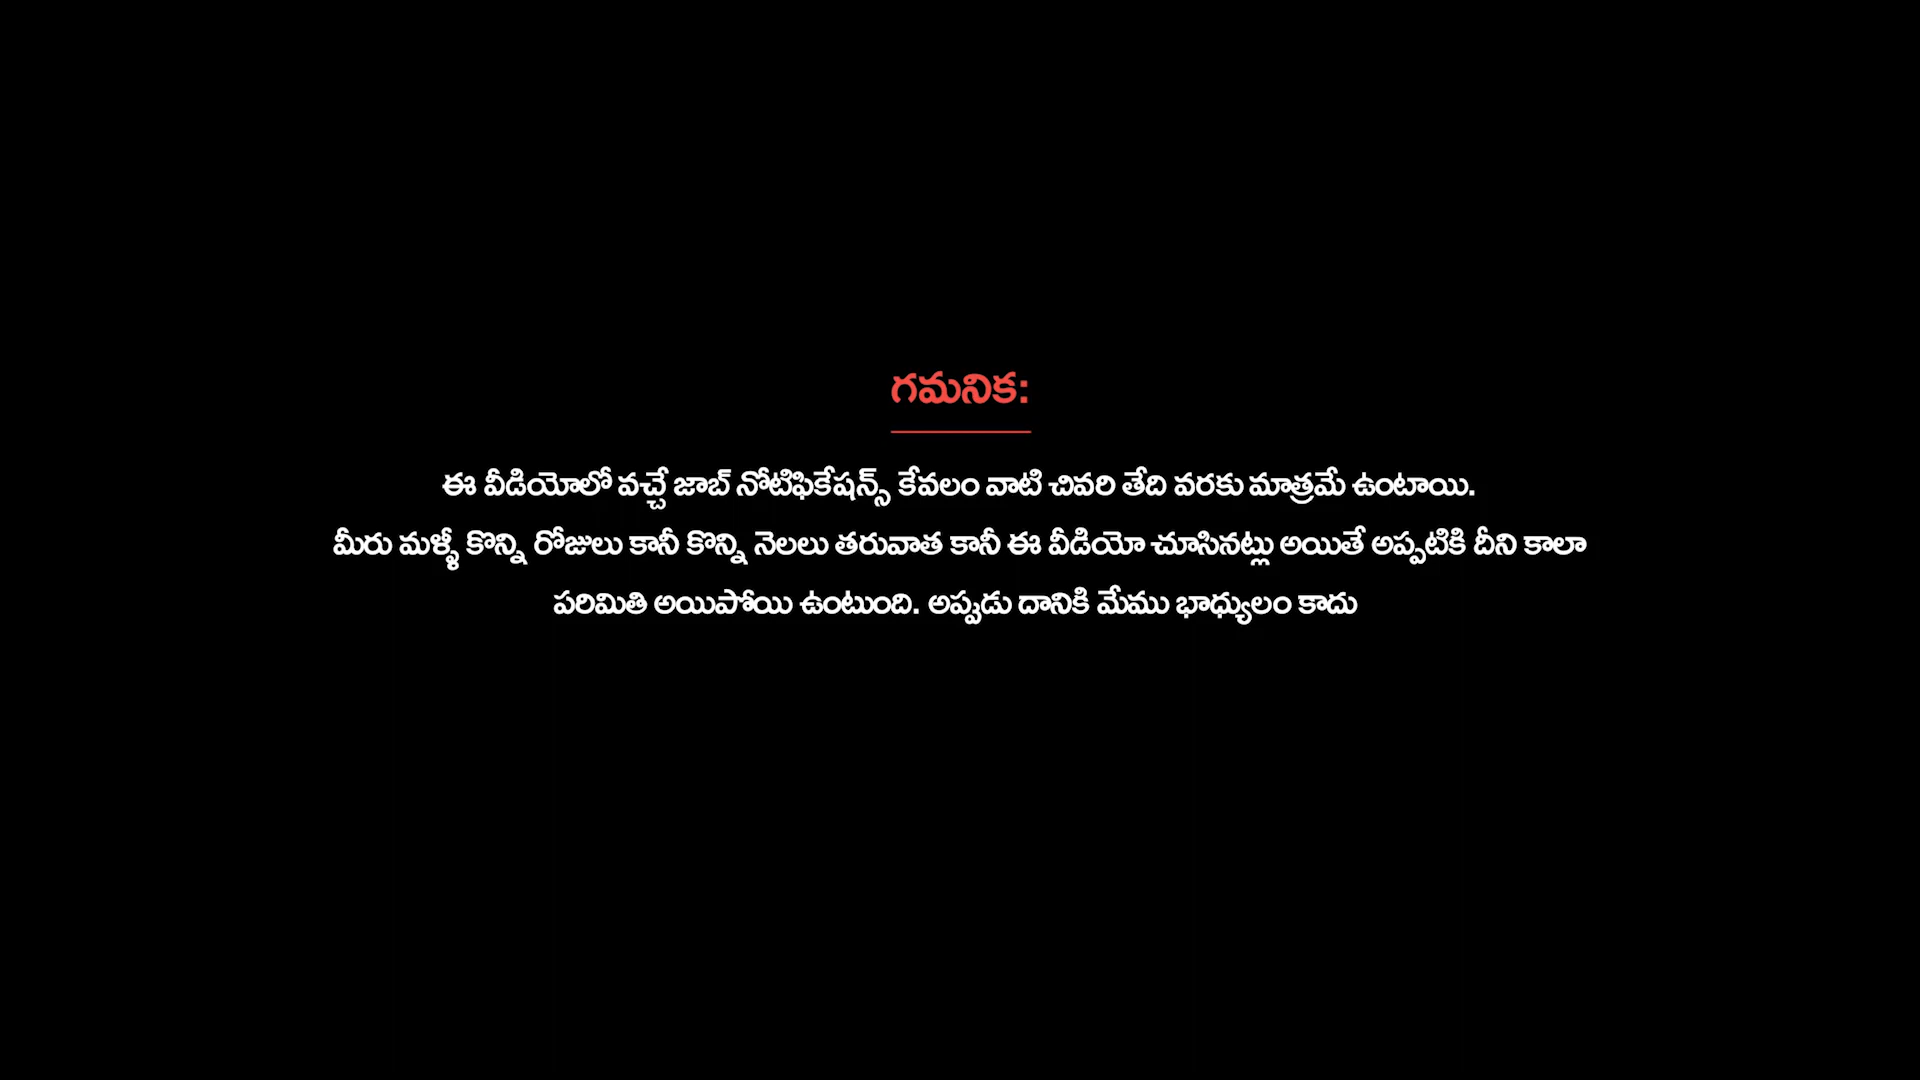 గమనిక:
ఈ వీడియోలో వచ్చే జాబ్ నోటిఫికేషన్స్ కేవలం వాటి చివరి తేది వరకు మాత్రమే ఉంటాయి.
మీరు మళ్ళీ కొన్ని రోజులు కానీ కొన్ని నెలలు తరువాత కానీ ఈ వీడియో చూసినట్లు అయితే అప్పటికి దీని కాలా
పరిమితి అయిపోయి ఉంటుంది. అప్పుడు దానికి మేము భాధ్యులం కాదు